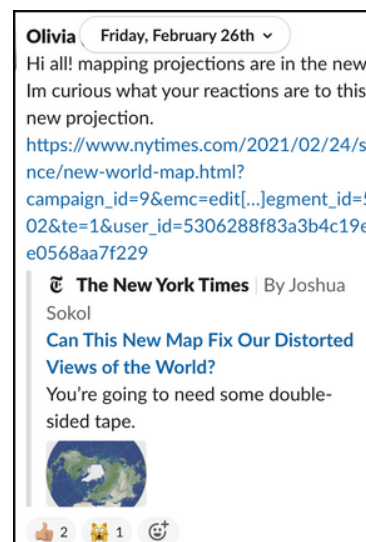 Olivia Friday, February 26th
Hi all! mapping projections are in the new
Im curious what your reactions are to this
new projection.
https://www.nytimes.com/2021/02/24/s
nce/new-world-map.html?
campaign_id=9&emc=edit[...]egment_id=5
02&te=1&user_id=5306288f83a3b4c19e
e0568aa7f229
The New York Times | By Joshua
Sokol
Can This New Map Fix Our Distorted
Views of the World?
You’re going to need some double-
sided tape.
2 1